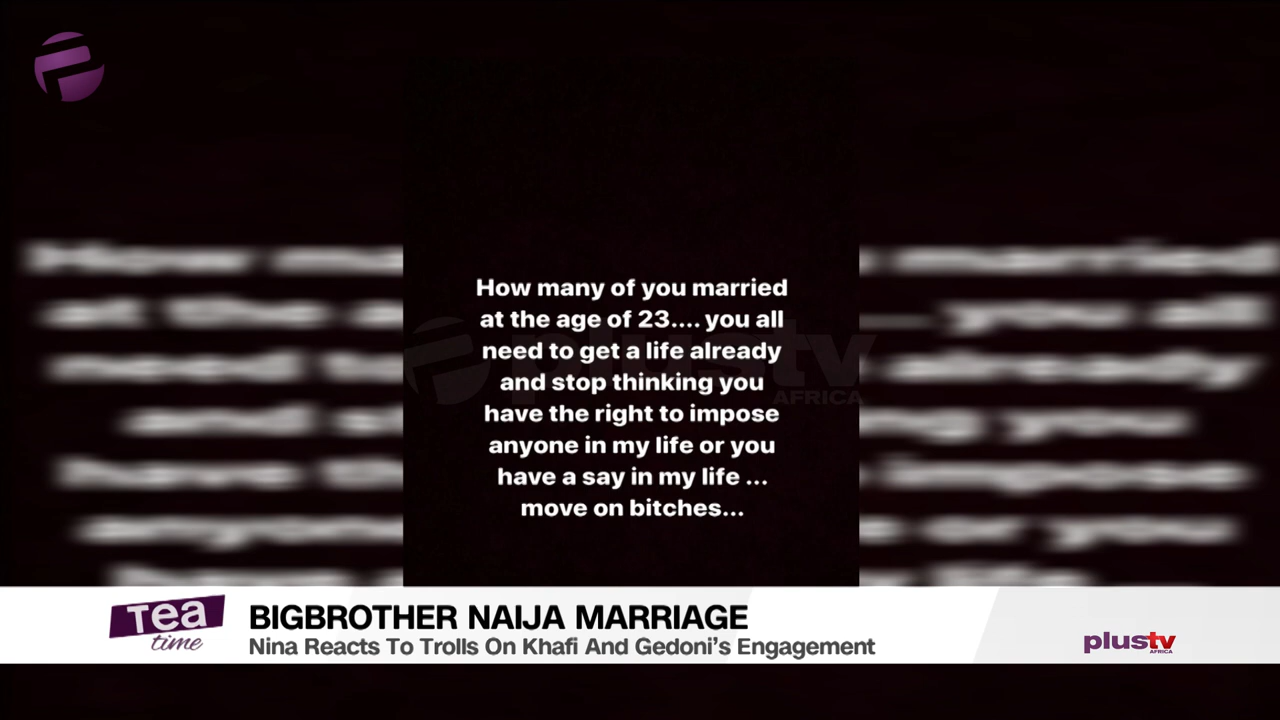 How many of you married
at the age of 23.... you all
need to get a life already
and stop thinking you
have the right to impose
anyone in my life or you
have a say in my life ...
move on bitches...
plustv
AFRICA
Tea
time
BIGBROTHER NAIJA MARRIAGE
Nina Reacts To Trolls On Khafi And Gedoni's Engagement
plustv
AFRICA